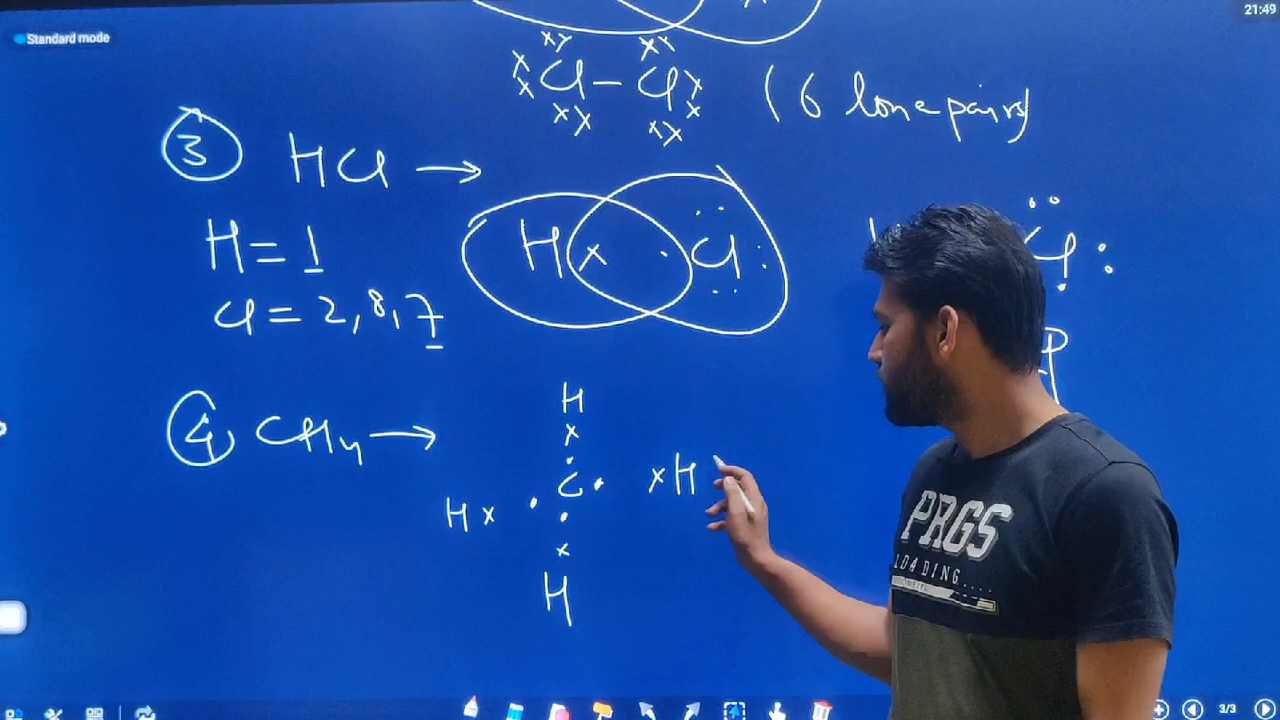 21:49
Standard mode
Cl - Cl (6 lone pairs)
3 HCl →
H Cl
H = 1
Cl = 2, 8, 7
Cl
4 CH4 →
H
C
H H
H
PRGS
LOADING.....
3/3